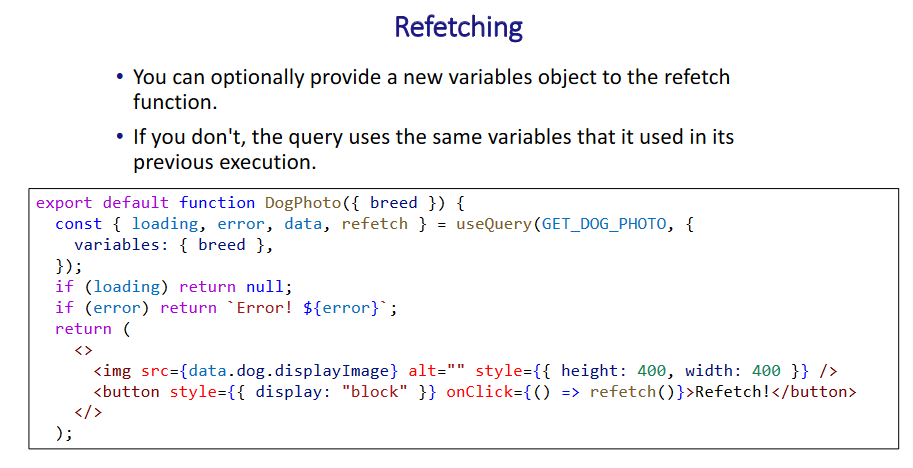 Refetching
• You can optionally provide a new variables object to the refetch
function.
• If you don't, the query uses the same variables that it used in its
previous execution.
export default function DogPhoto({ breed }) {
  const { loading, error, data, refetch } = useQuery(GET_DOG_PHOTO, {
    variables: { breed },
  });
  if (loading) return null;
  if (error) return `Error! ${error}`;
  return (
    <>
      <img src={data.dog.displayImage} alt="" style={{ height: 400, width: 400 }} />
      <button style={{ display: "block" }} onClick={() => refetch()}>Refetch!</button>
    </>
  );